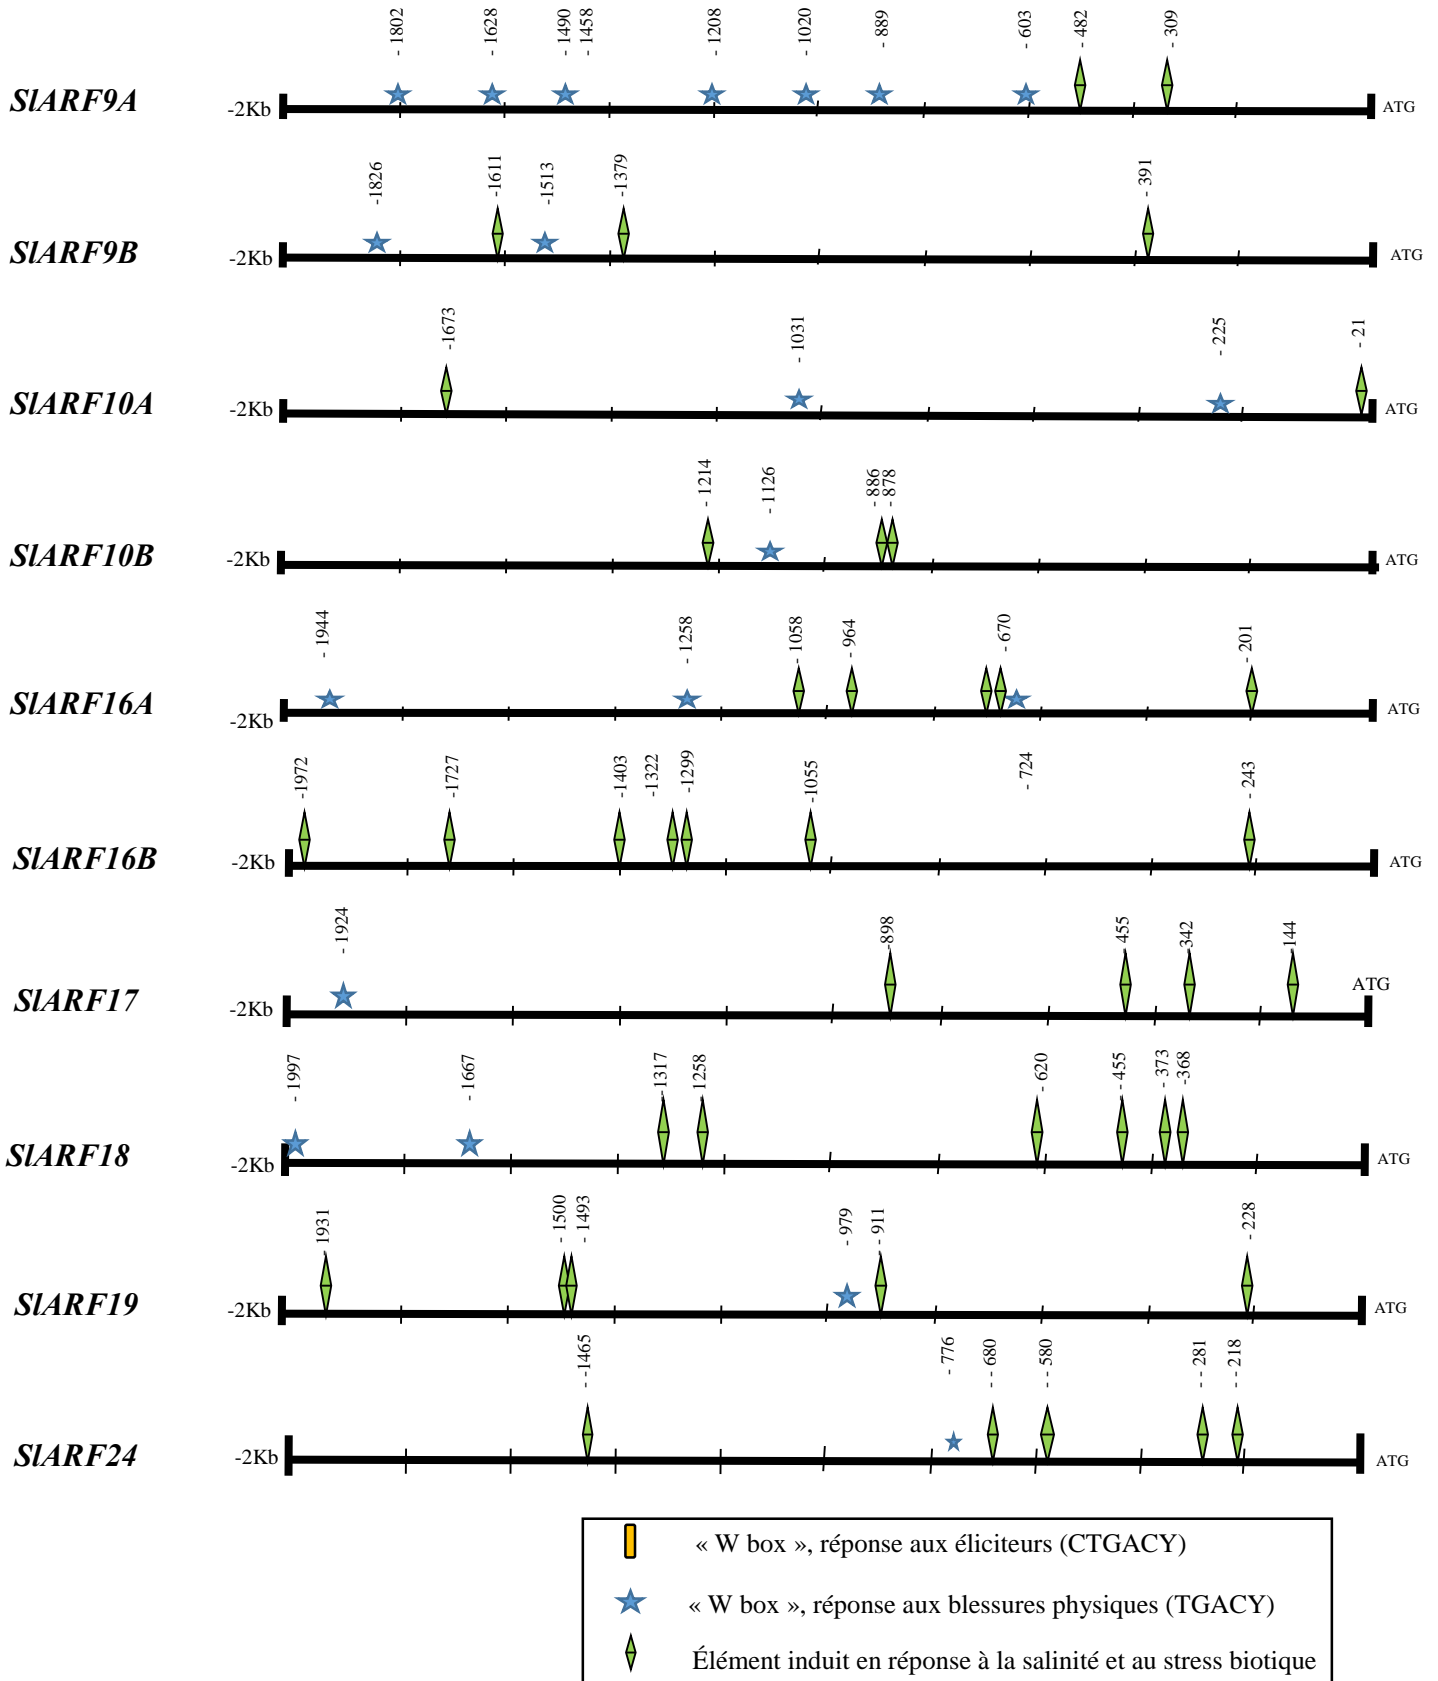 - 1802 - 1628 - 1490 - 1458 - 1208 - 1020 - 889 - 603 - 482 - 309
SlARF9A -2Kb ATG
- 1826 -1611 -1513 -1379 - 391
SlARF9B -2Kb ATG
-1673 - 1031 - 225 - 21
SlARF10A -2Kb ATG
- 1214 - 1126 - 886 - 878
SlARF10B -2Kb ATG
- 1944 - 1258 - 1058 - 964 - 670 - 201
SlARF16A -2Kb ATG
-1972 -1727 -1403 -1322 -1299 -1055 - 724 - 243
SlARF16B -2Kb ATG
- 1924 -898 455 342 144
SlARF17 -2Kb ATG
- 1997 - 1667 -1317 1258 - 620 - 455 - 373 -368
SlARF18 -2Kb ATG
1931 - 1500 - 1493 - 979 - 911 - 228
SlARF19 -2Kb ATG
- -1465 - 776 - - 680 - - 580 - - 281 - - 218
SlARF24 -2Kb ATG
« W box », réponse aux éliciteurs (CTGACY)
« W box », réponse aux blessures physiques (TGACY)
Élément induit en réponse à la salinité et au stress biotique